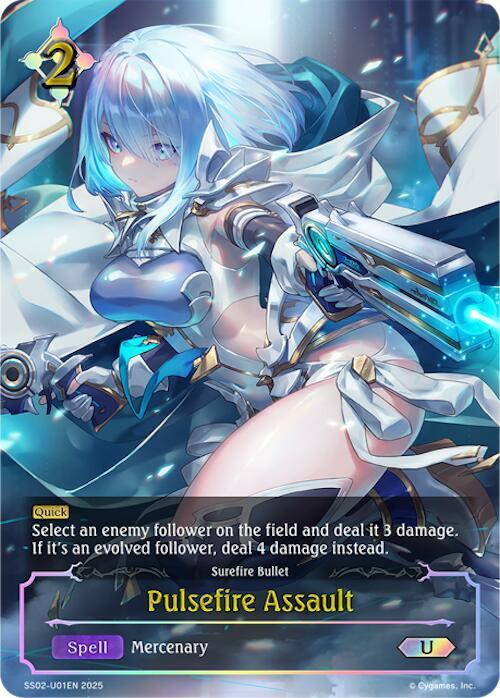 2
Quick
Select an enemy follower on the field and deal it 3 damage.
If it's an evolved follower, deal 4 damage instead.
Surefire Bullet
Pulsefire Assault
Spell Mercenary
U
SS02-U01EN 2025
© Cygames, Inc.